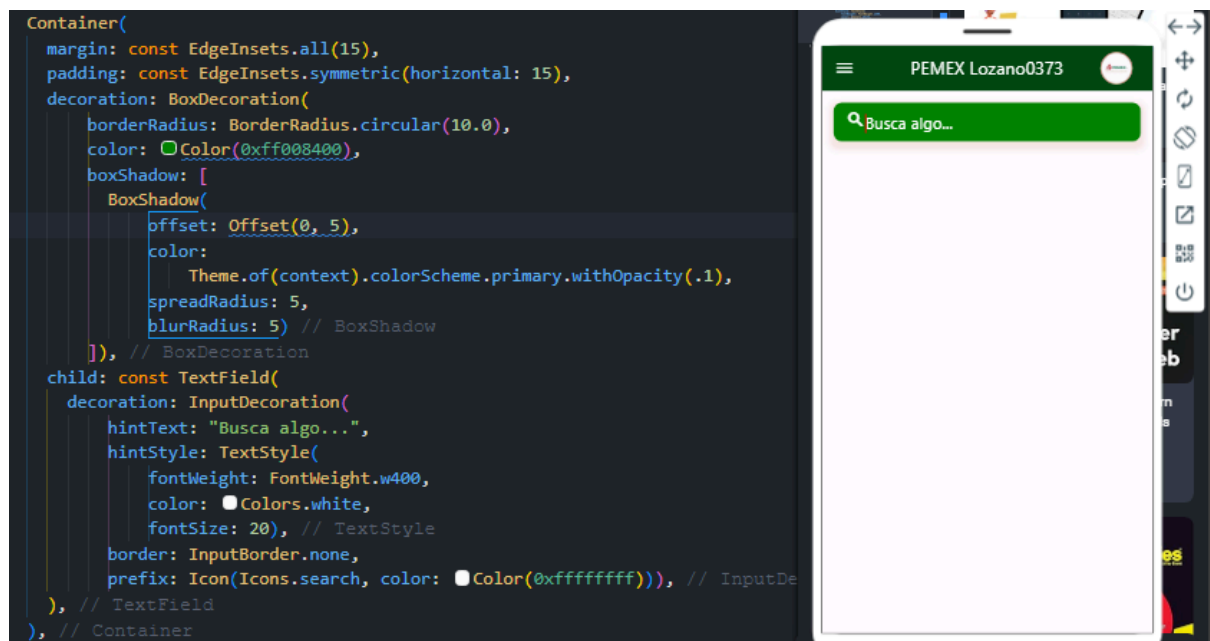 Container(
margin: const EdgeInsets.all(15),
padding: const EdgeInsets.symmetric(horizontal: 15),
decoration: BoxDecoration(
borderRadius: BorderRadius.circular(10.0),
color: Color(0xff008400),
boxShadow: [
BoxShadow(
offset: Offset(0, 5),
color:
Theme.of(context).colorScheme.primary.withOpacity(.1),
spreadRadius: 5,
blurRadius: 5) // BoxShadow
]), // BoxDecoration
child: const TextField(
decoration: InputDecoration(
hintText: "Busca algo...",
hintStyle: TextStyle(
fontWeight: FontWeight.w400,
color: Colors.white,
fontSize: 20), // TextStyle
border: InputBorder.none,
prefix: Icon(Icons.search, color: Color(0xffffffff))), // InputDe
), // TextField
), // Container
PEMEX Lozano0373
Busca algo...
er
eb
rn
s
es